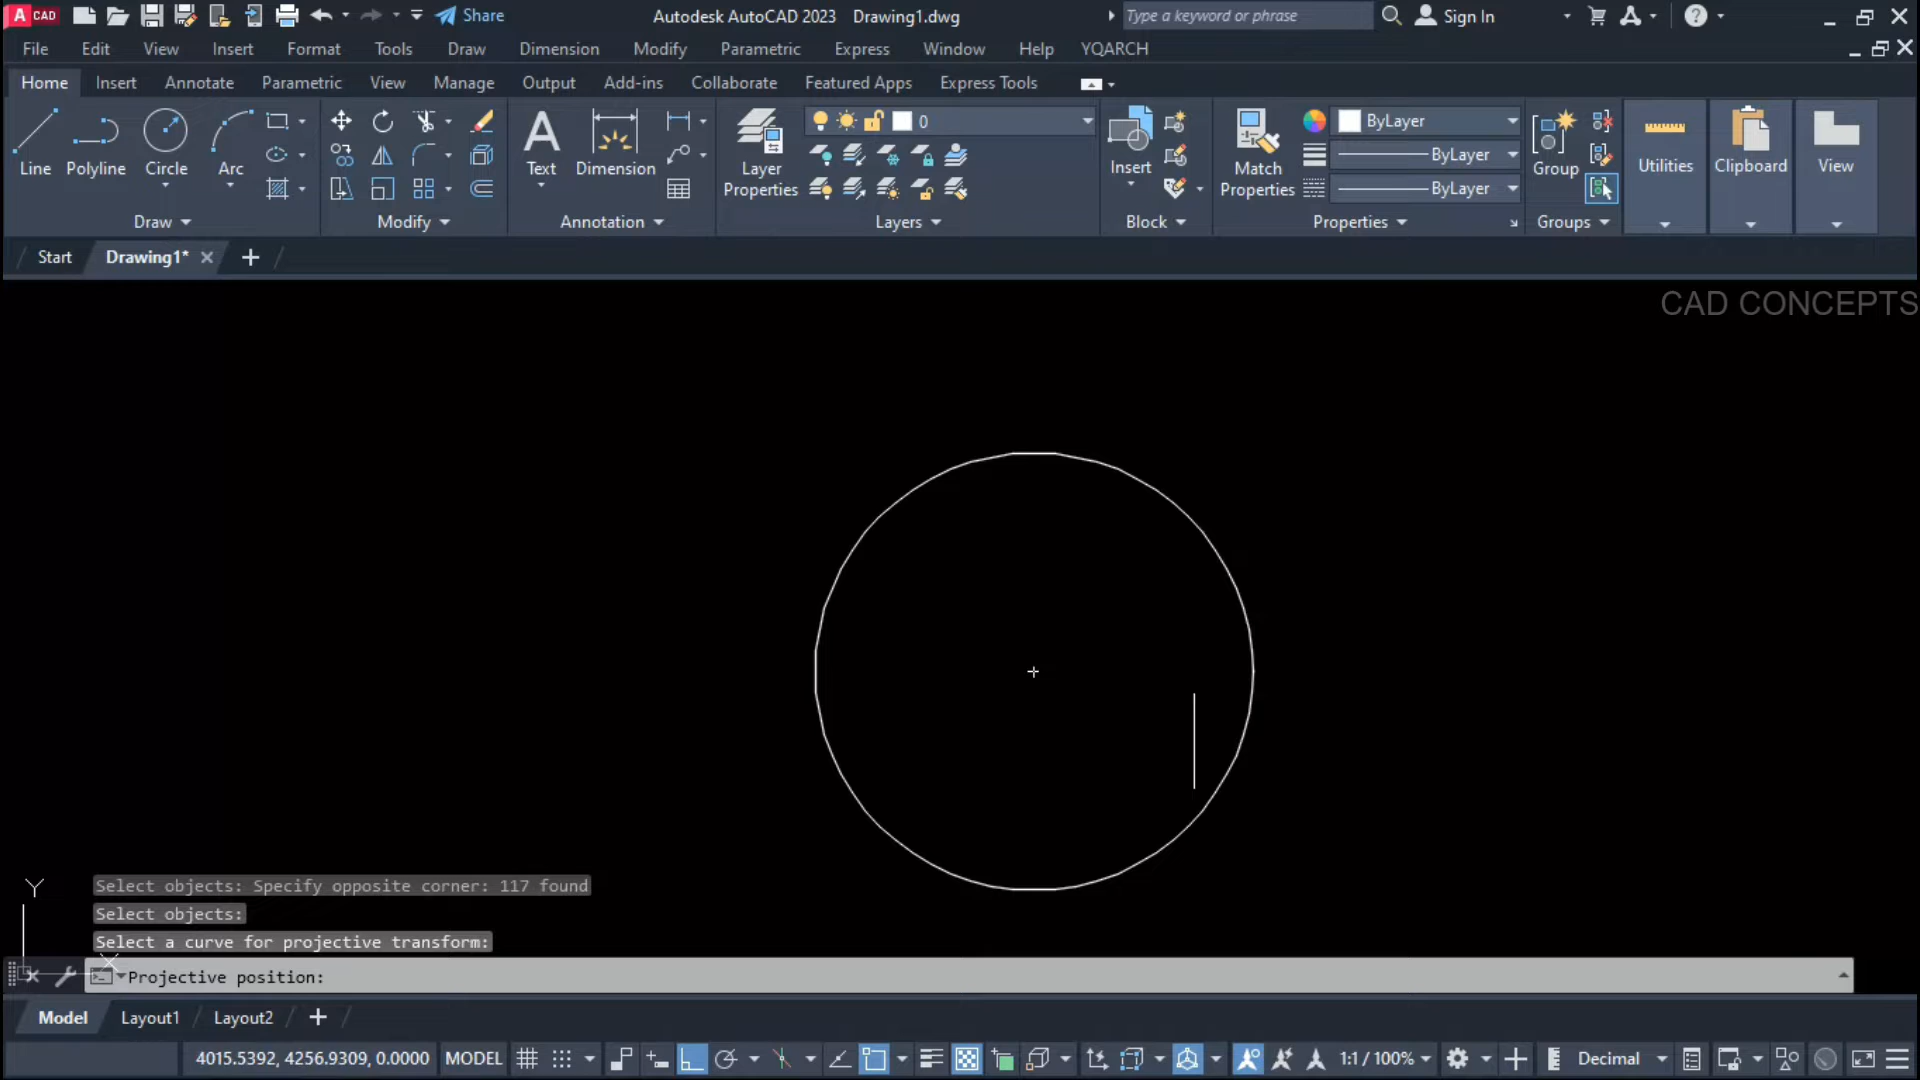 A CAD
Share
Autodesk AutoCAD 2023 Drawing1.dwg
Type a keyword or phrase
Sign In
File Edit View Insert Format Tools Draw Dimension Modify Parametric Express Window Help YQARCH
Home Insert Annotate Parametric View Manage Output Add-ins Collaborate Featured Apps Express Tools
Line Polyline Circle Arc
Text Dimension
Layer Properties
0
Insert
Match Properties
ByLayer
ByLayer
ByLayer
Group
Utilities Clipboard View
Draw Modify Annotation Layers Block Properties Groups
Start Drawing1* +
CAD CONCEPTS
Select objects: Specify opposite corner: 117 found
Select objects:
Select a curve for projective transform:
Projective position:
Y
X
Model Layout1 Layout2 +
4015.5392, 4256.9309, 0.0000 MODEL 1:1 / 100% Decimal